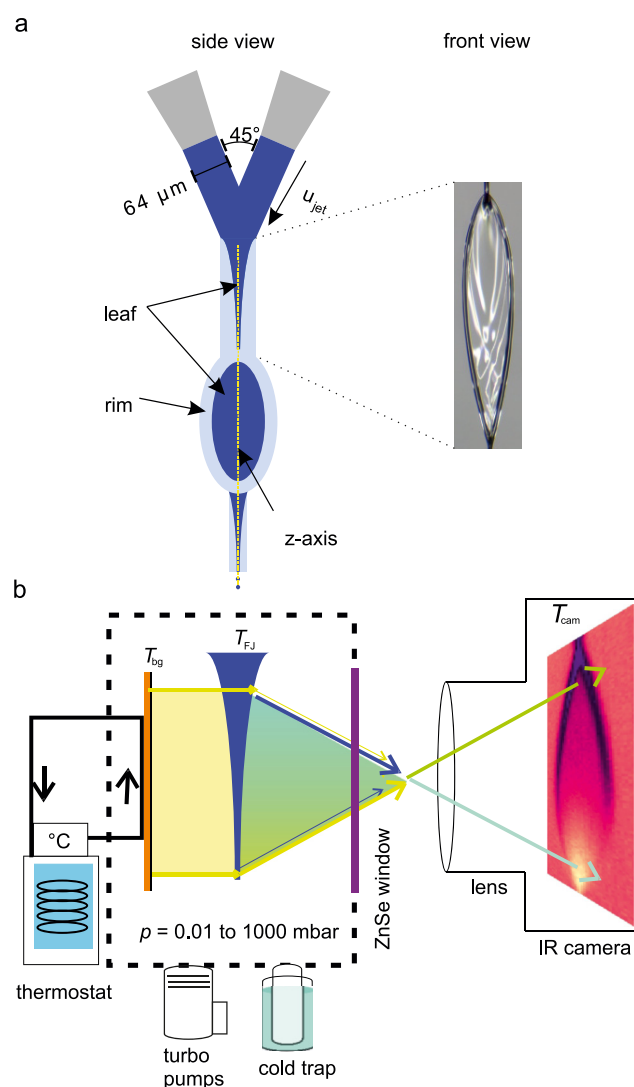 a
side view
front view
45°
64 µm
u_jet
leaf
rim
z-axis
b
T_bg
T_FJ
T_cam
°C
ZnSe window
lens
p = 0.01 to 1000 mbar
IR camera
thermostat
turbo
pumps
cold trap